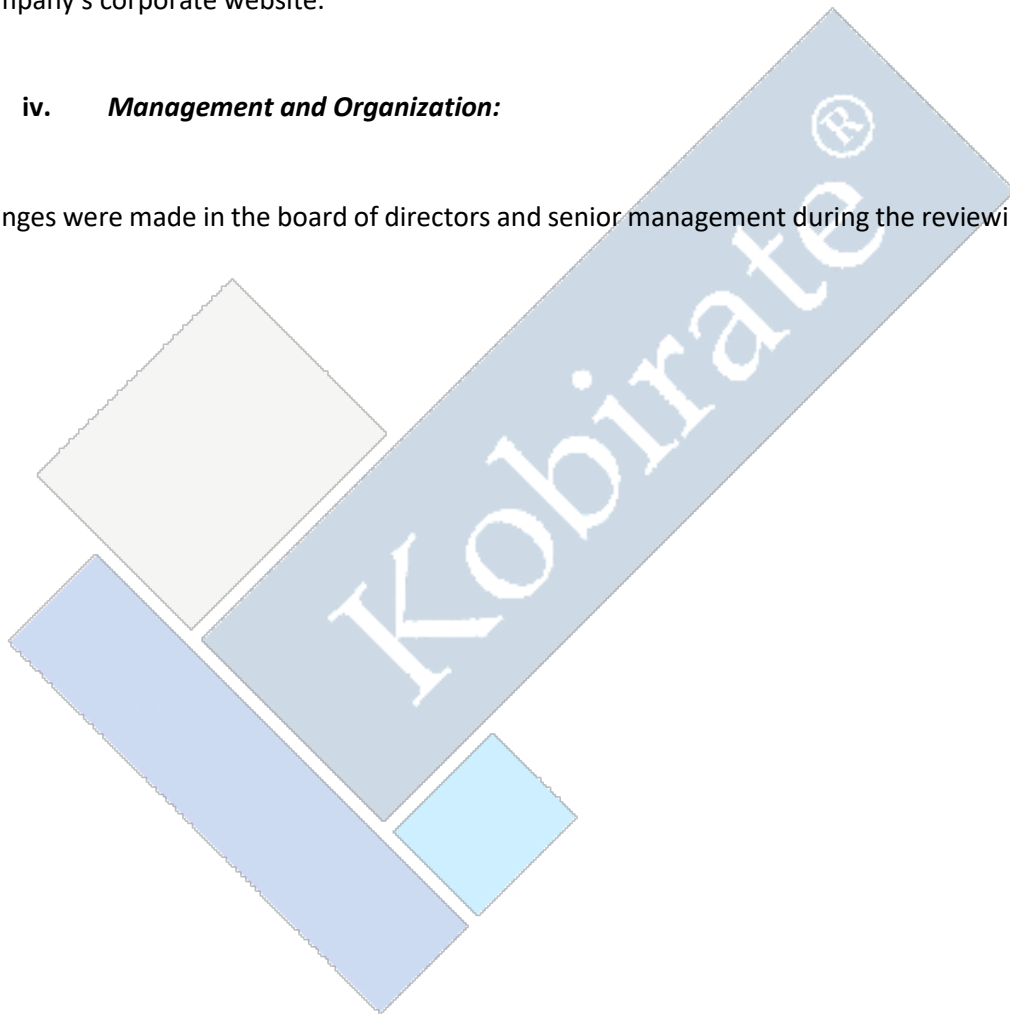 mpany's corporate website.
iv. Management and Organization:
nges were made in the board of directors and senior management during the reviewi
Kobirate®